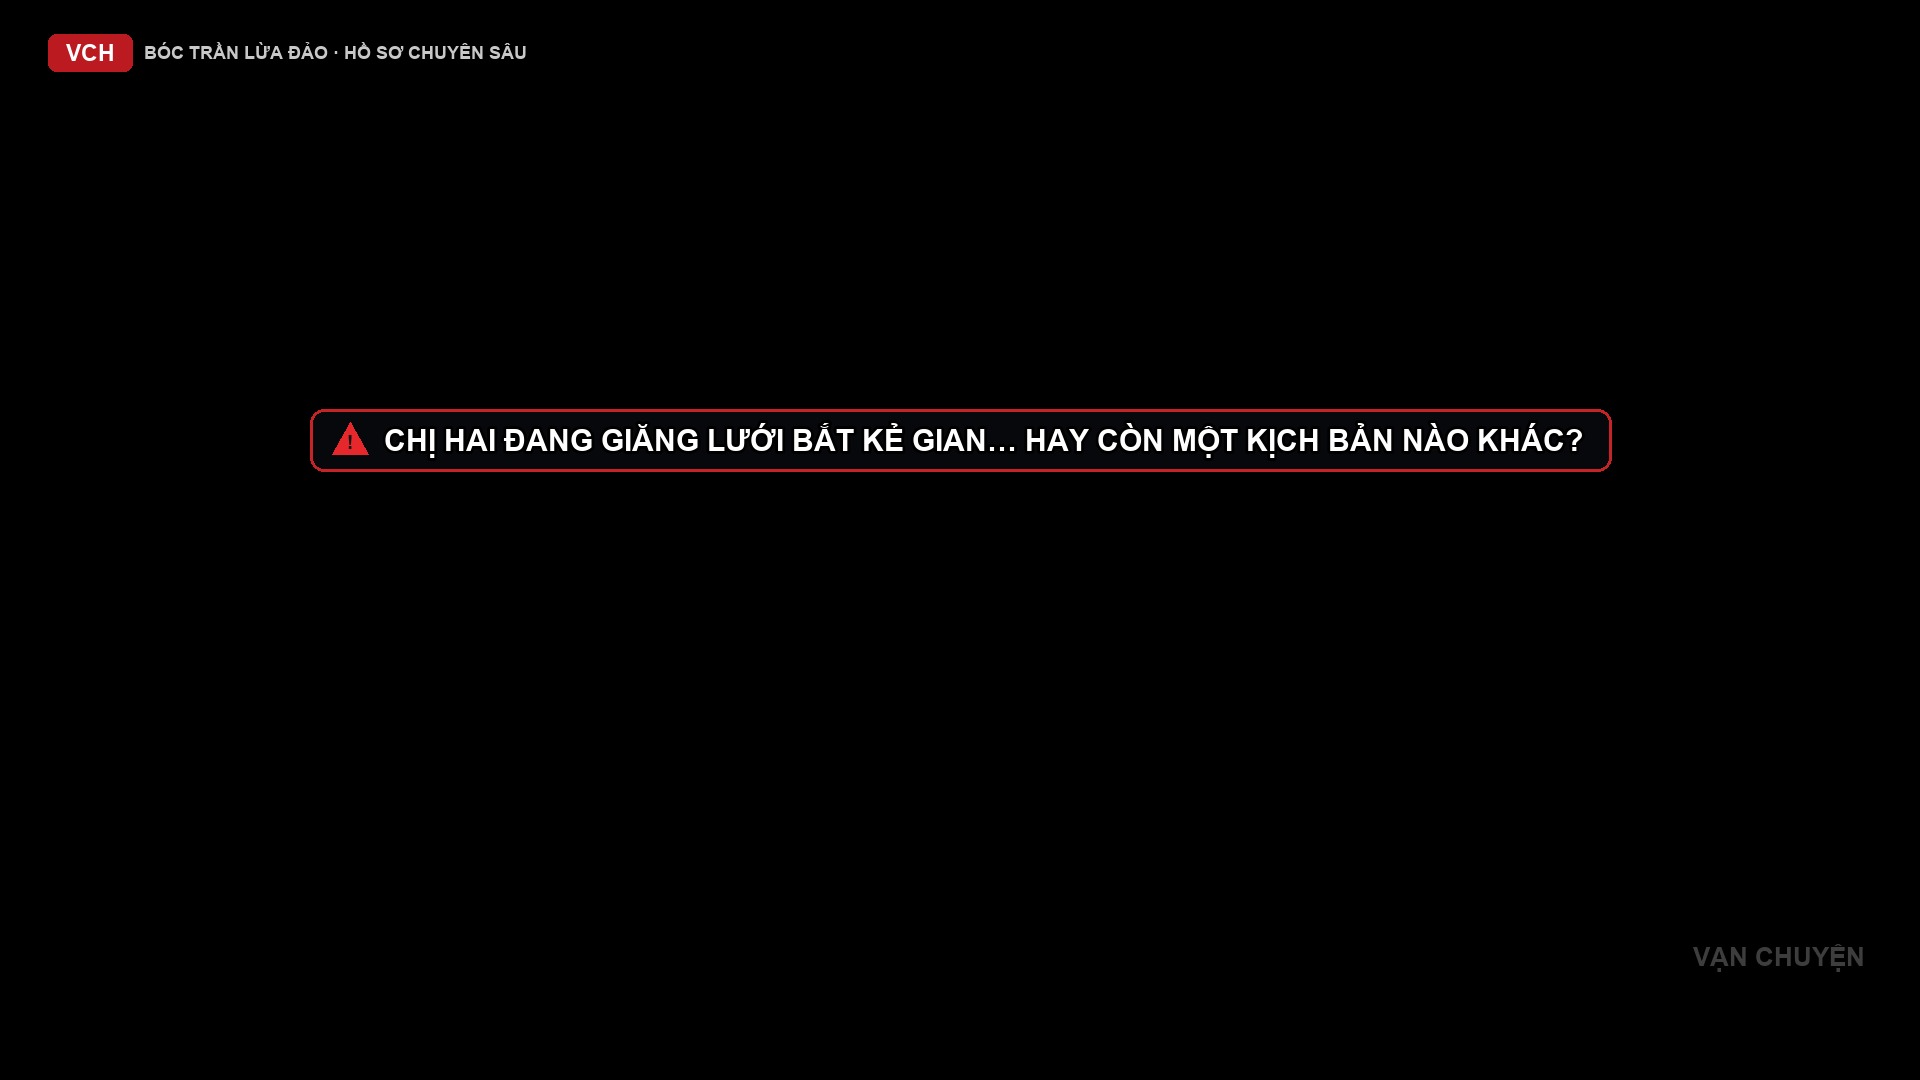 VCH BÓC TRẦN LỪA ĐẢO · HỒ SƠ CHUYÊN SÂU
! CHỊ HAI ĐANG GIĂNG LƯỚI BẮT KẺ GIAN… HAY CÒN MỘT KỊCH BẢN NÀO KHÁC?
VẠN CHUYỆN